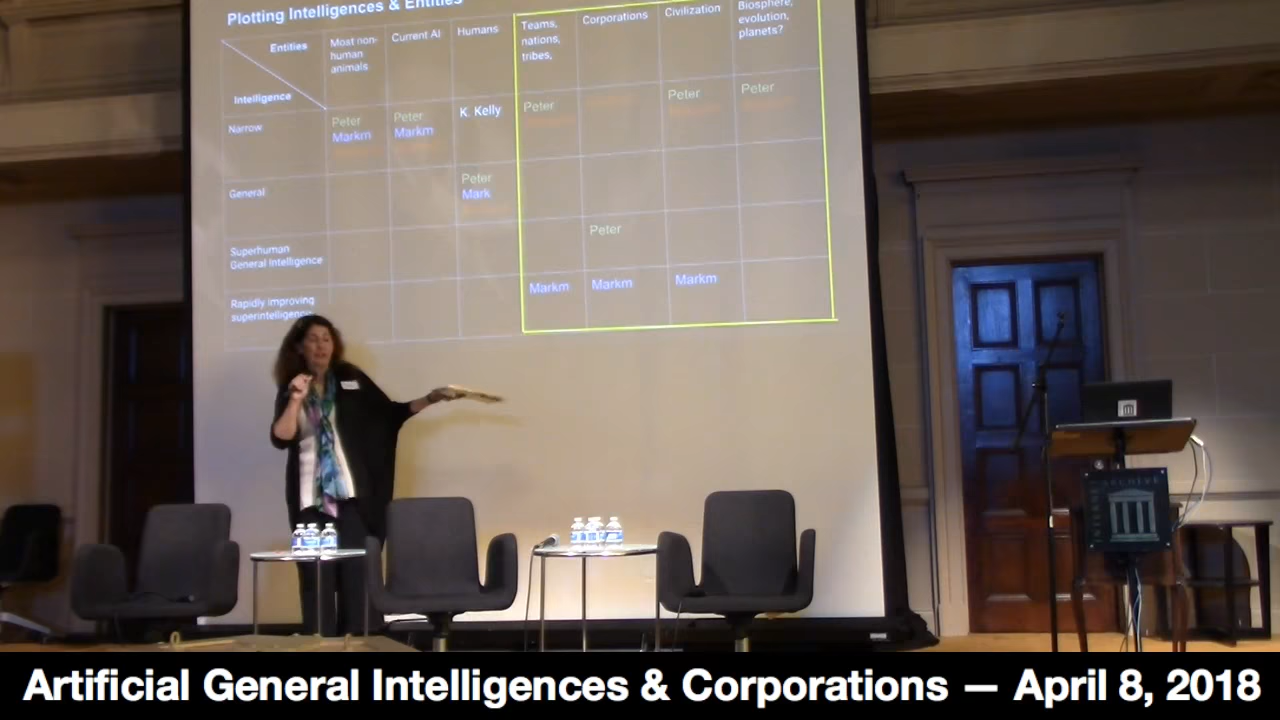 Plotting Intelligences & Entities
Entities
Intelligence
Most non-
human
animals
Current AI
Humans
Teams,
nations,
tribes,
Corporations
Civilization
Biosphere,
evolution,
planets?
Narrow
Peter
Markm
Peter
Markm
K. Kelly
Peter
Peter
Peter
General
Peter
Mark
Superhuman
General Intelligence
Peter
Rapidly improving
superintelligence
Markm
Markm
Markm
INTERNET ARCHIVE
Artificial General Intelligences & Corporations — April 8, 2018